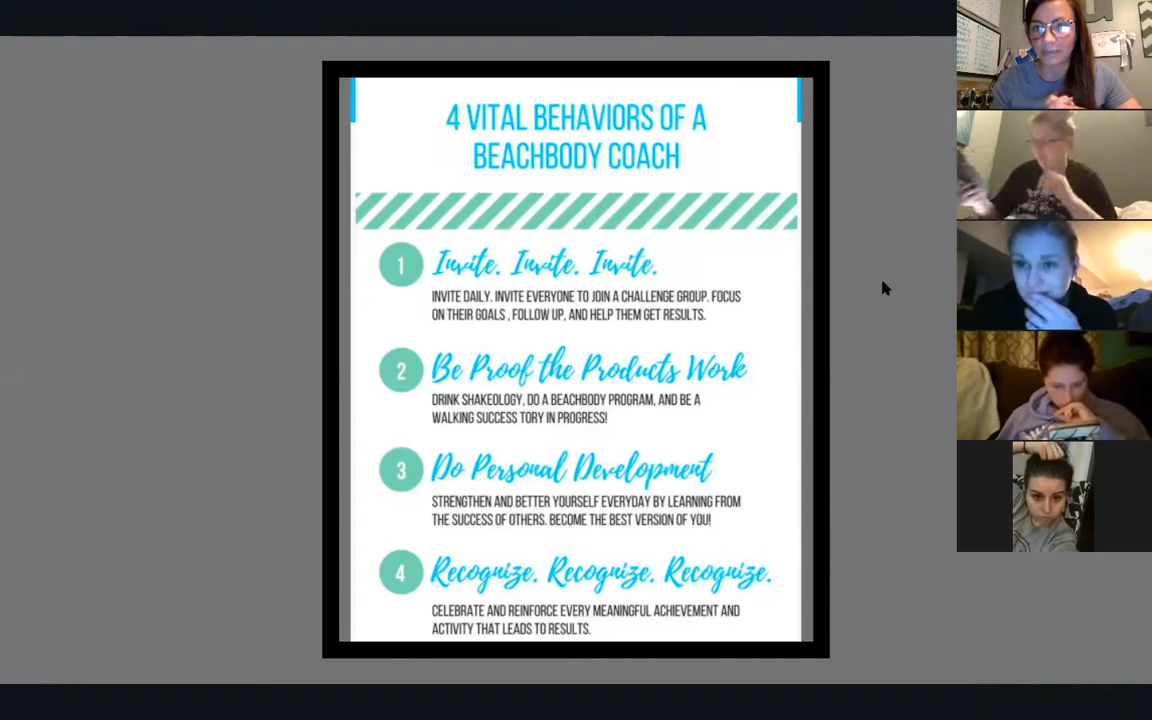 4 VITAL BEHAVIORS OF A
BEACHBODY COACH
1
Invite. Invite. Invite.
INVITE DAILY. INVITE EVERYONE TO JOIN A CHALLENGE GROUP. FOCUS
ON THEIR GOALS , FOLLOW UP, AND HELP THEM GET RESULTS.
2
Be Proof the Products Work
DRINK SHAKEOLOGY, DO A BEACHBODY PROGRAM, AND BE A
WALKING SUCCESS TORY IN PROGRESS!
3
Do Personal Development
STRENGTHEN AND BETTER YOURSELF EVERYDAY BY LEARNING FROM
THE SUCCESS OF OTHERS. BECOME THE BEST VERSION OF YOU!
4
Recognize. Recognize. Recognize.
CELEBRATE AND REINFORCE EVERY MEANINGFUL ACHIEVEMENT AND
ACTIVITY THAT LEADS TO RESULTS.